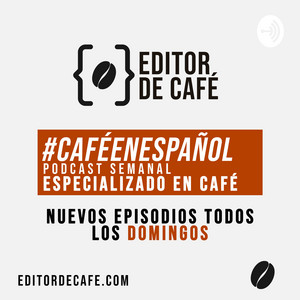 EDITOR
DE CAFÉ
#CAFÉENESPAÑOL
PODCAST SEMANAL
ESPECIALIZADO EN CAFÉ
NUEVOS EPISODIOS TODOS
LOS DOMINGOS
EDITORDECAFE.COM